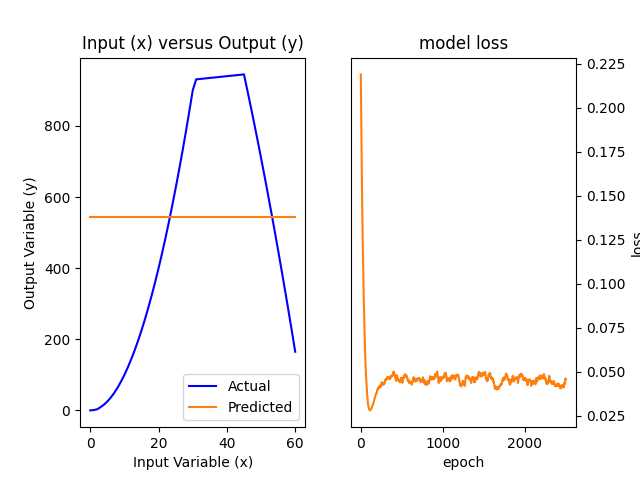 Input (x) versus Output (y)
Output Variable (y)
800
600
400
200
0
0 20 40 60
Input Variable (x)
Actual
Predicted
model loss
0.225
0.200
0.175
0.150
0.125
0.100
0.075
0.050
0.025
loss
0 1000 2000
epoch